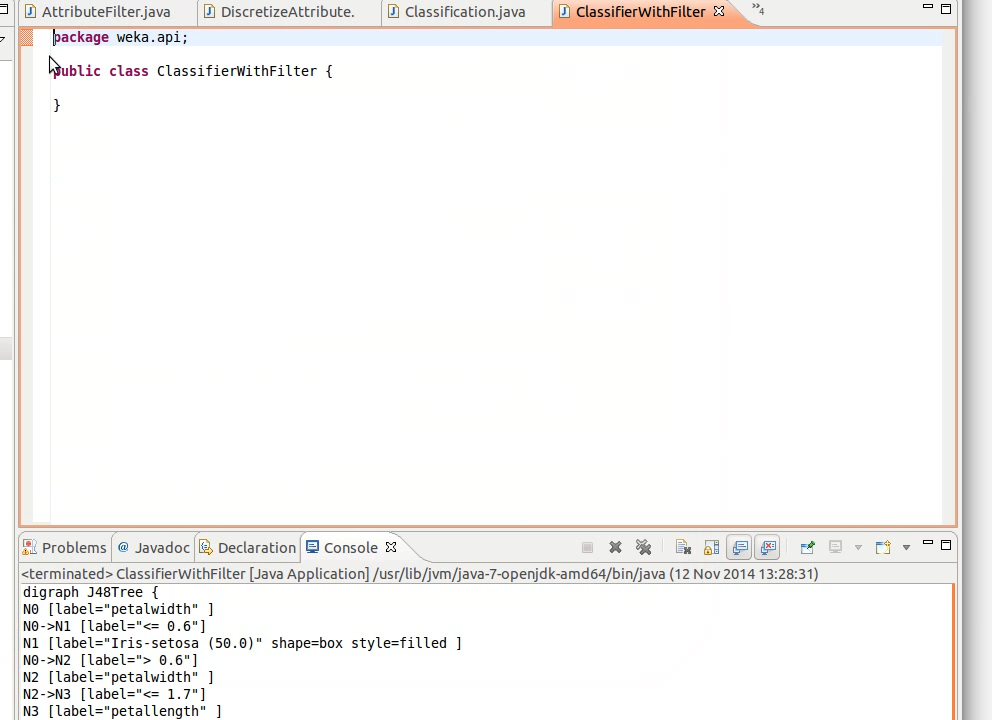 AttributeFilter.java DiscretizeAttribute. Classification.java ClassifierWithFilter 4
package weka.api;
public class ClassifierWithFilter {
}
Problems @ Javadoc Declaration Console
<terminated> ClassifierWithFilter [Java Application] /usr/lib/jvm/java-7-openjdk-amd64/bin/java (12 Nov 2014 13:28:31)
digraph J48Tree {
N0 [label="petalwidth" ]
N0->N1 [label="<= 0.6"]
N1 [label="Iris-setosa (50.0)" shape=box style=filled ]
N0->N2 [label="> 0.6"]
N2 [label="petalwidth" ]
N2->N3 [label="<= 1.7"]
N3 [label="petallength" ]